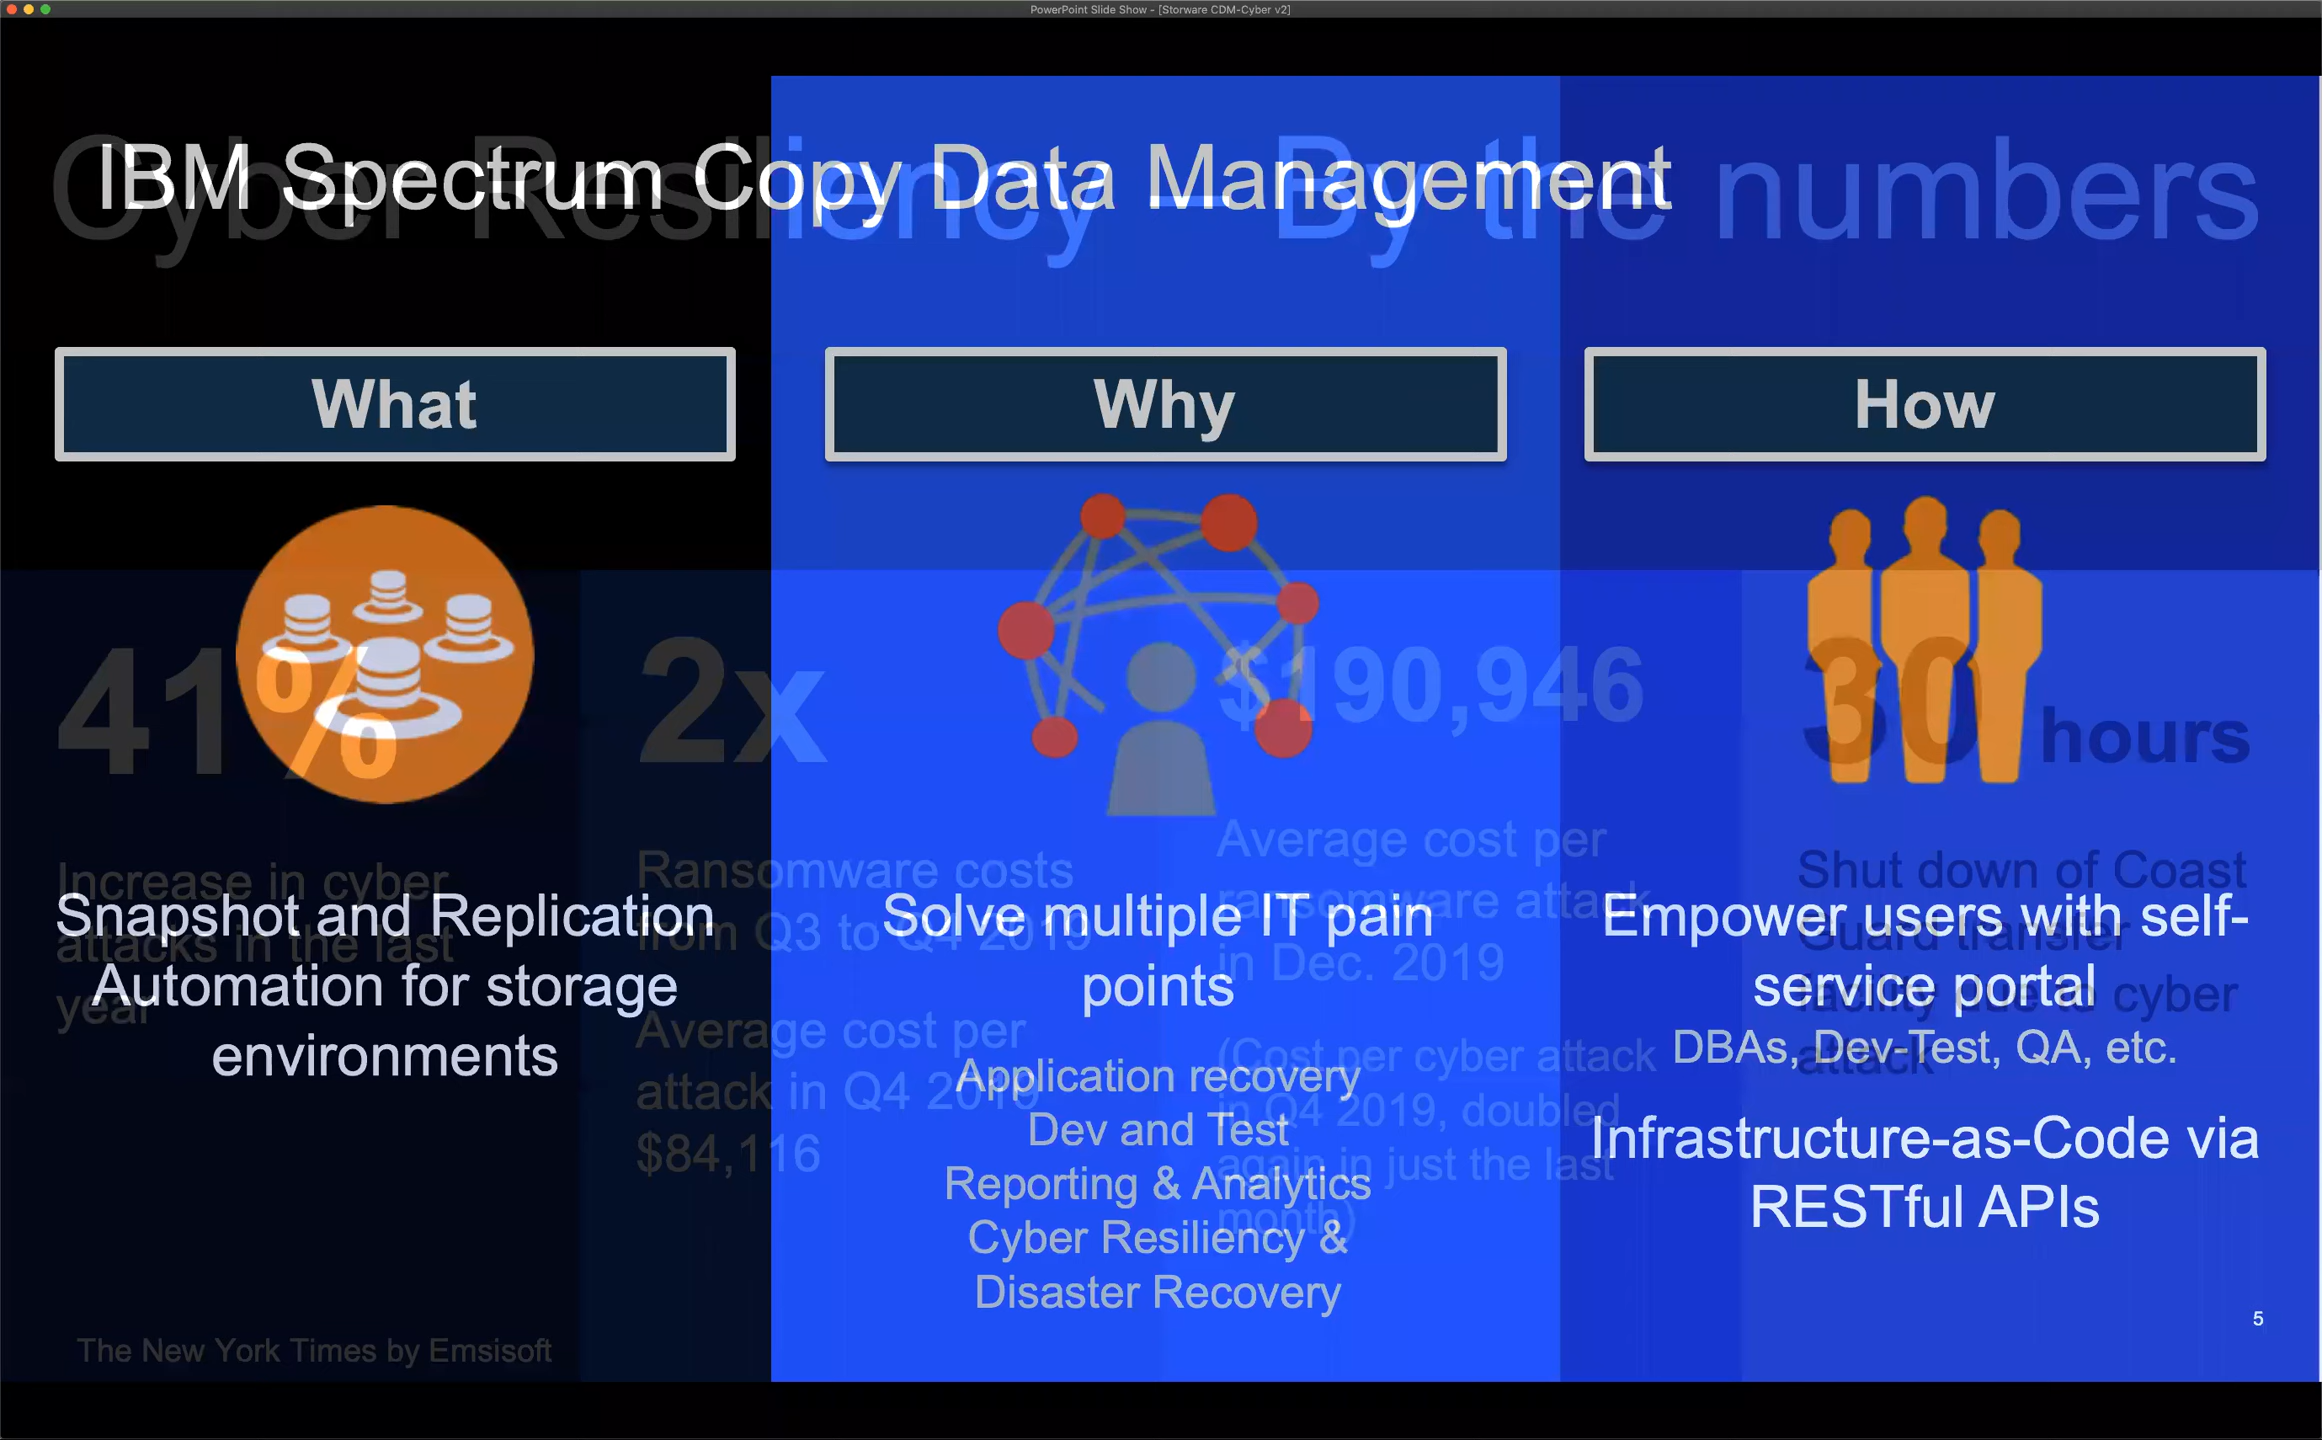 PowerPoint Slide Show - [Storware CDM-Cyber v2]
IBM Spectrum Copy Data Management
Cyber Resiliency – By the numbers
What
Why
How
41%
2x
$190,946
30 hours
Snapshot and Replication
Automation for storage
environments
Increase in cyber
attacks in the last
year
Ransomware costs
from Q3 to Q4 2019
Average cost per
attack in Q4 2019
$84,116
Solve multiple IT pain
points
Application recovery
Dev and Test
Reporting & Analytics
Cyber Resiliency &
Disaster Recovery
Average cost per
ransomware attack
in Dec. 2019
(Cost per cyber attack
in Q4 2019, doubled
again in just the last
month)
Empower users with self-
service portal
DBAs, Dev-Test, QA, etc.
Infrastructure-as-Code via
RESTful APIs
Shut down of Coast
Guard transfer
facility due to cyber
attack
5
The New York Times by Emsisoft